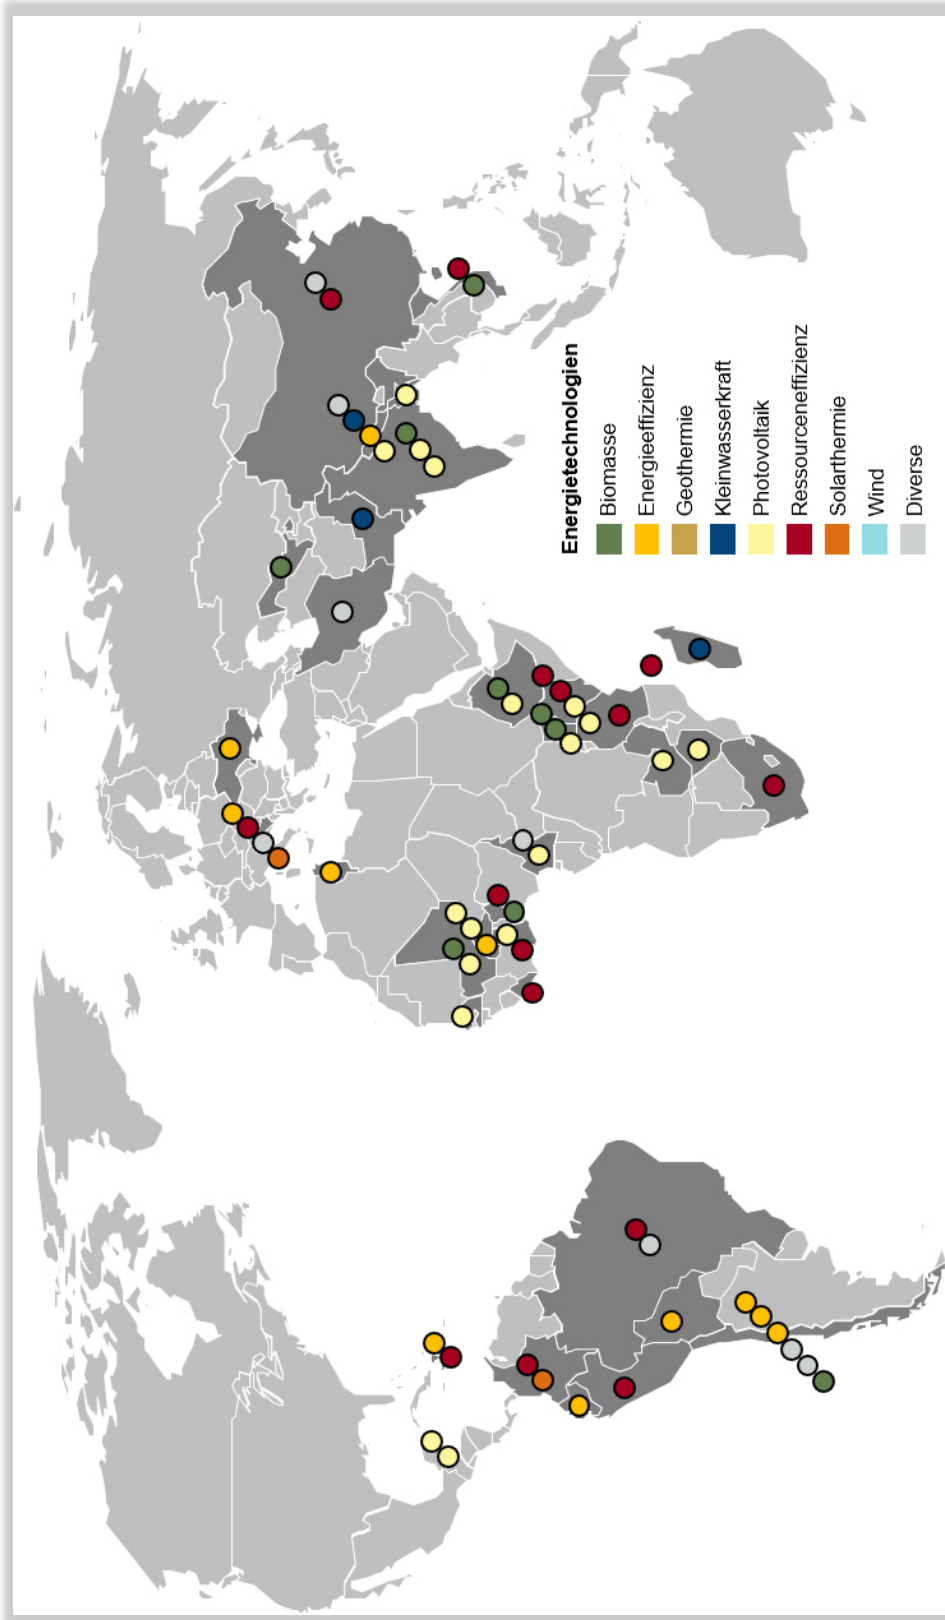 Energietechnologien
Biomasse
Energieeffizienz
Geothermie
Kleinwasserkraft
Photovoltaik
Ressourceneffizienz
Solarthermie
Wind
Diverse